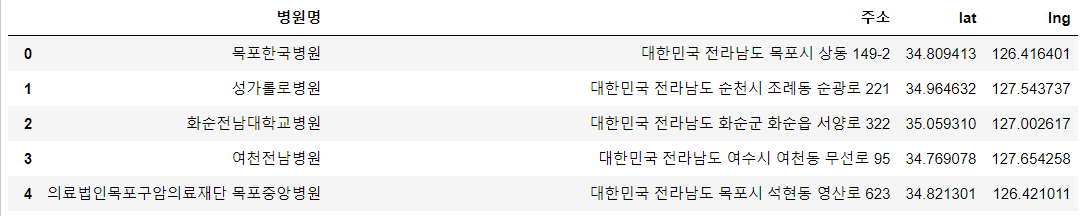 병원명 주소 lat lng
0 목포한국병원 대한민국 전라남도 목포시 상동 149-2 34.809413 126.416401
1 성가롤로병원 대한민국 전라남도 순천시 조례동 순광로 221 34.964632 127.543737
2 화순전남대학교병원 대한민국 전라남도 화순군 화순읍 서양로 322 35.059310 127.002617
3 여천전남병원 대한민국 전라남도 여수시 여천동 무선로 95 34.769078 127.654258
4 의료법인목포구암의료재단 목포중앙병원 대한민국 전라남도 목포시 석현동 영산로 623 34.821301 126.421011